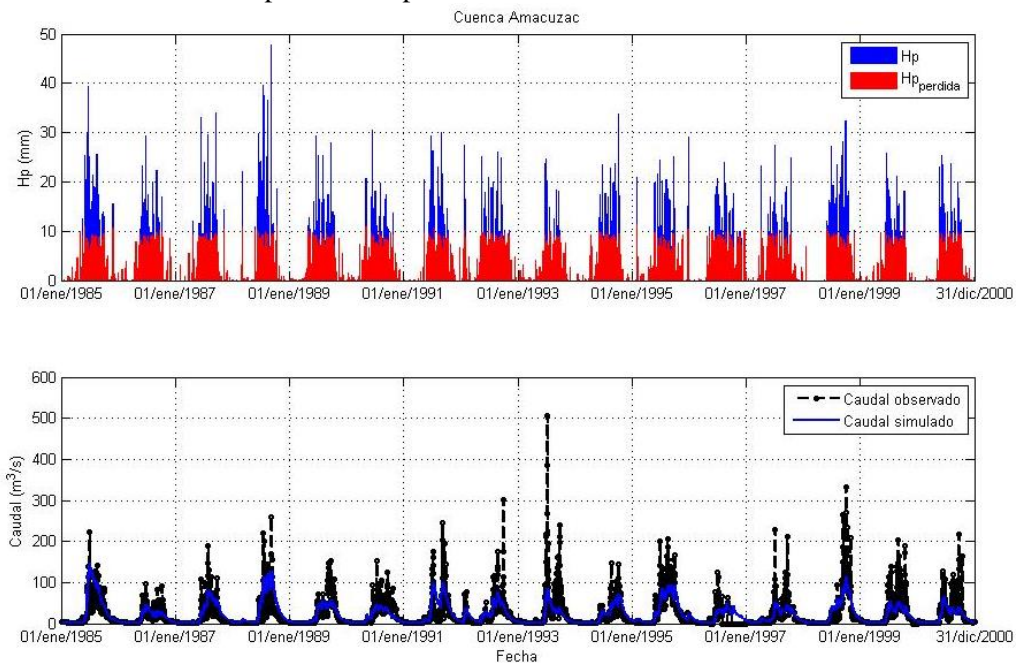 Cuenca Amacuzac
50
40
30
20
10
0
Hp (mm)
Hp
Hp_perdida
01/ene/1985 01/ene/1987 01/ene/1989 01/ene/1991 01/ene/1993 01/ene/1995 01/ene/1997 01/ene/1999 31/dic/2000
600
500
400
300
200
100
0
Caudal (m³/s)
Caudal observado
Caudal simulado
01/ene/1985 01/ene/1987 01/ene/1989 01/ene/1991 01/ene/1993 01/ene/1995 01/ene/1997 01/ene/1999 31/dic/2000
Fecha